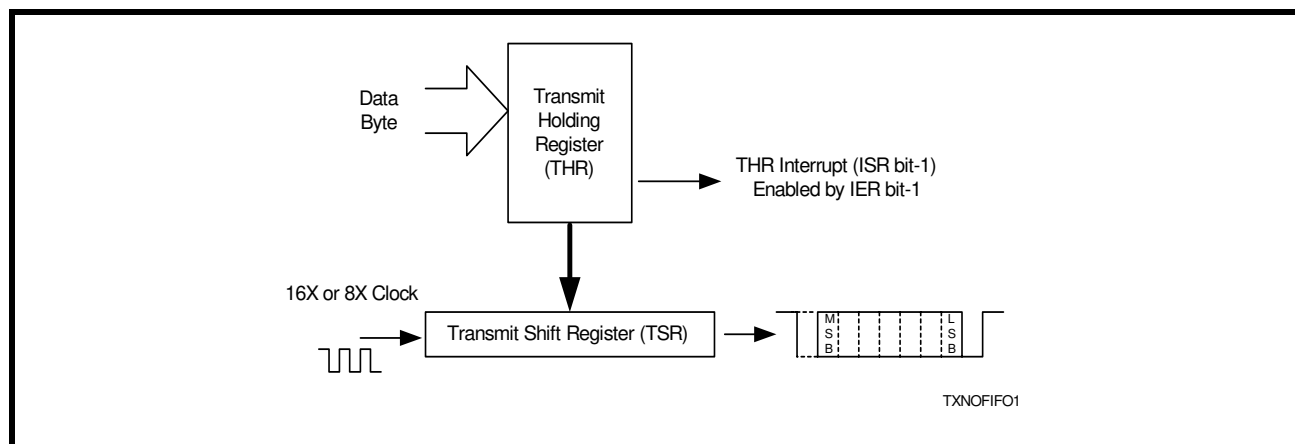 Data
Byte
Transmit
Holding
Register
(THR)
THR Interrupt (ISR bit-1)
Enabled by IER bit-1
16X or 8X Clock
Transmit Shift Register (TSR)
M
S
B
L
S
B
TXNOFIFO1